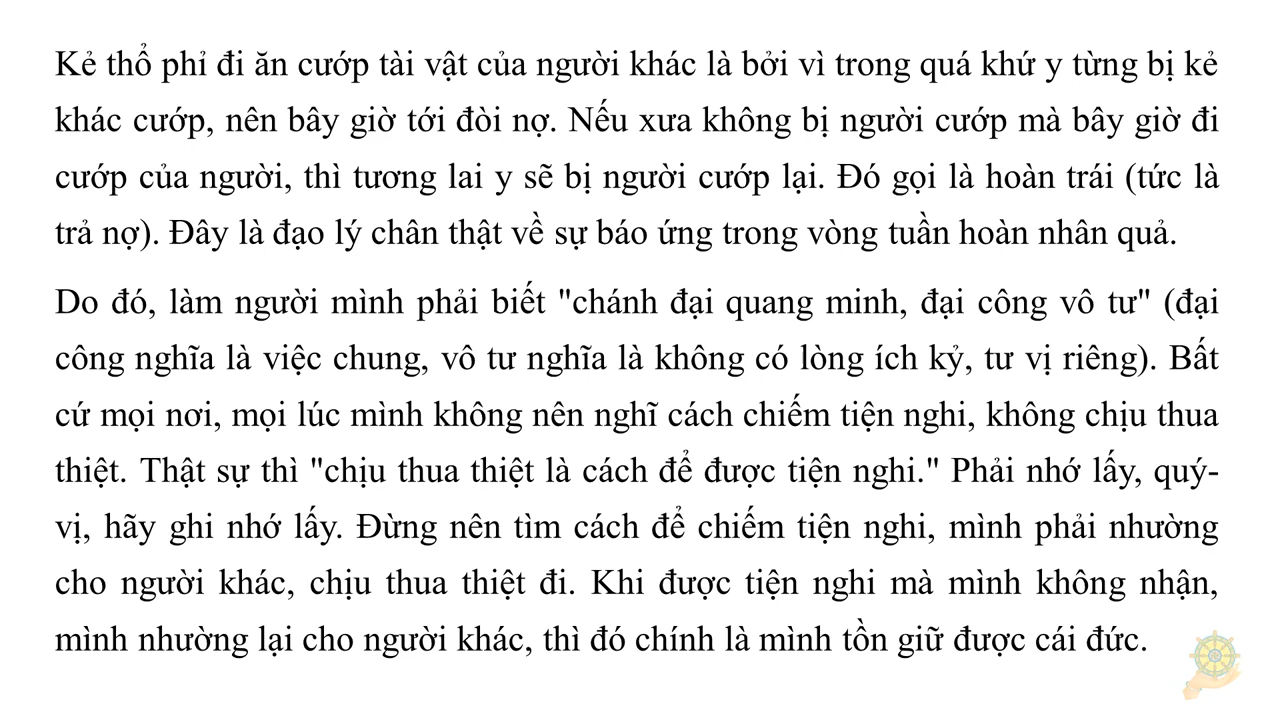 Kẻ thổ phỉ đi ăn cướp tài vật của người khác là bởi vì trong quá khứ y từng bị kẻ
khác cướp, nên bây giờ tới đòi nợ. Nếu xưa không bị người cướp mà bây giờ đi
cướp của người, thì tương lai y sẽ bị người cướp lại. Đó gọi là hoàn trái (tức là
trả nợ). Đây là đạo lý chân thật về sự báo ứng trong vòng tuần hoàn nhân quả.
Do đó, làm người mình phải biết "chánh đại quang minh, đại công vô tư" (đại
công nghĩa là việc chung, vô tư nghĩa là không có lòng ích kỷ, tư vị riêng). Bất
cứ mọi nơi, mọi lúc mình không nên nghĩ cách chiếm tiện nghi, không chịu thua
thiệt. Thật sự thì "chịu thua thiệt là cách để được tiện nghi." Phải nhớ lấy, quý-
vị, hãy ghi nhớ lấy. Đừng nên tìm cách để chiếm tiện nghi, mình phải nhường
cho người khác, chịu thua thiệt đi. Khi được tiện nghi mà mình không nhận,
mình nhường lại cho người khác, thì đó chính là mình tồn giữ được cái đức.